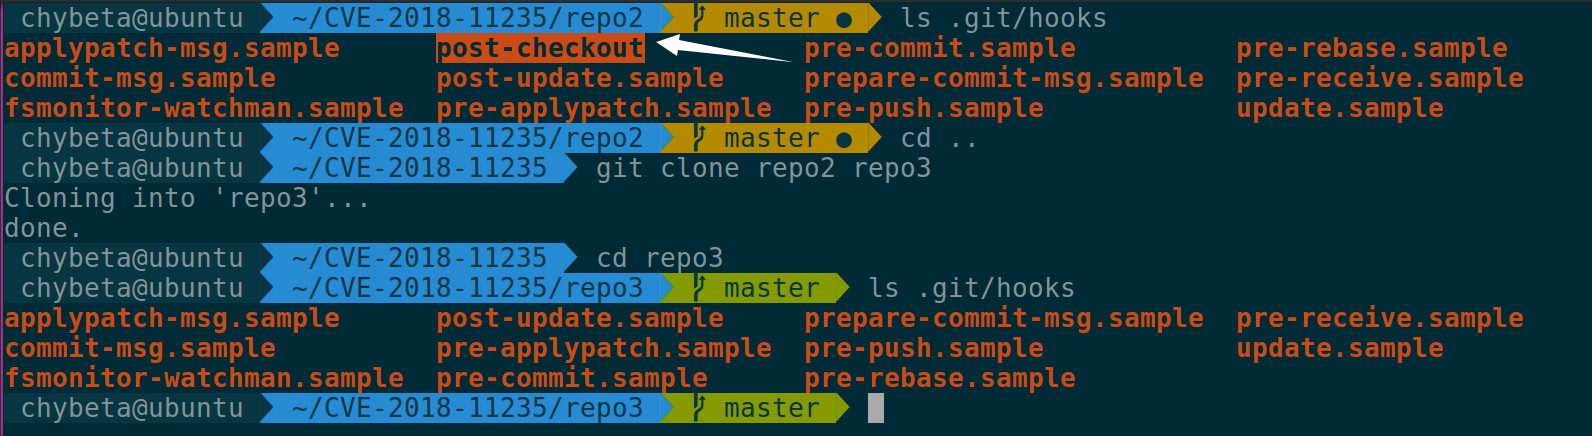 chybeta@ubuntu ~/CVE-2018-11235/repo2 master ● ls .git/hooks
applypatch-msg.sample post-checkout pre-commit.sample pre-rebase.sample
commit-msg.sample post-update.sample prepare-commit-msg.sample pre-receive.sample
fsmonitor-watchman.sample pre-applypatch.sample pre-push.sample update.sample
chybeta@ubuntu ~/CVE-2018-11235/repo2 master ● cd ..
chybeta@ubuntu ~/CVE-2018-11235 git clone repo2 repo3
Cloning into 'repo3'...
done.
chybeta@ubuntu ~/CVE-2018-11235 cd repo3
chybeta@ubuntu ~/CVE-2018-11235/repo3 master ls .git/hooks
applypatch-msg.sample post-update.sample prepare-commit-msg.sample pre-receive.sample
commit-msg.sample pre-applypatch.sample pre-push.sample update.sample
fsmonitor-watchman.sample pre-commit.sample pre-rebase.sample
chybeta@ubuntu ~/CVE-2018-11235/repo3 master